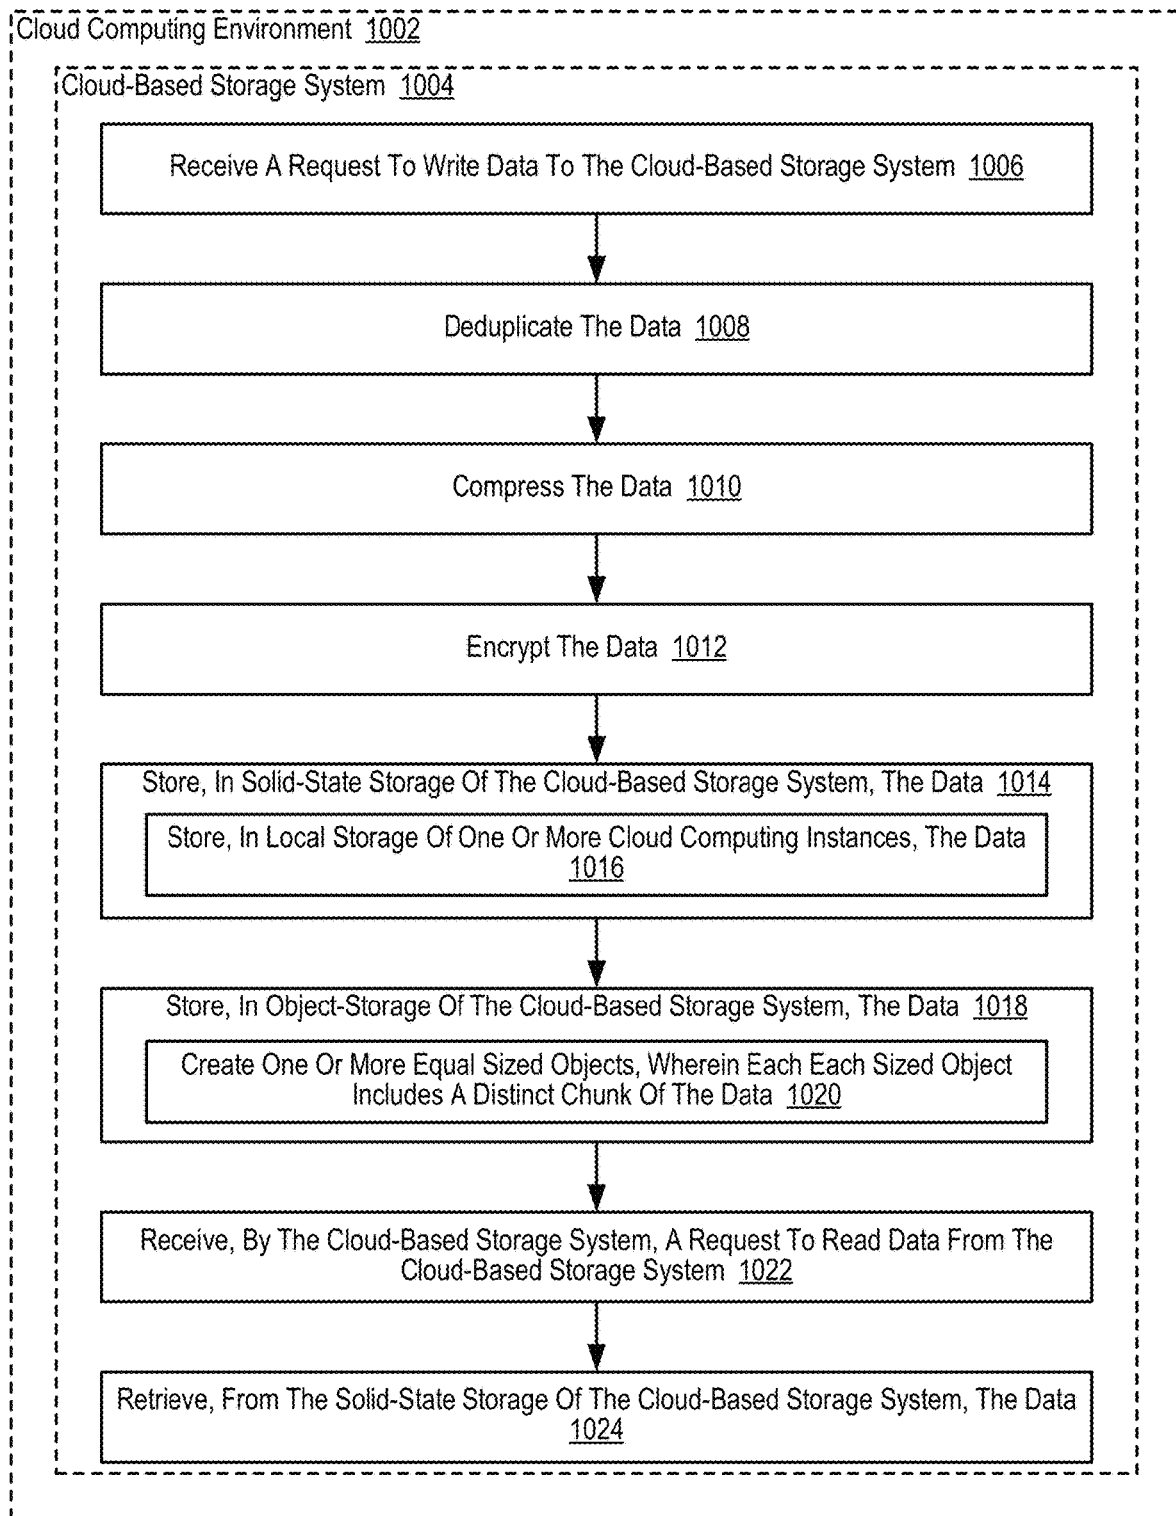 Cloud Computing Environment 1002
Cloud-Based Storage System 1004
Receive A Request To Write Data To The Cloud-Based Storage System 1006
Deduplicate The Data 1008
Compress The Data 1010
Encrypt The Data 1012
Store, In Solid-State Storage Of The Cloud-Based Storage System, The Data 1014
Store, In Local Storage Of One Or More Cloud Computing Instances, The Data
1016
Store, In Object-Storage Of The Cloud-Based Storage System, The Data 1018
Create One Or More Equal Sized Objects, Wherein Each Each Sized Object
Includes A Distinct Chunk Of The Data 1020
Receive, By The Cloud-Based Storage System, A Request To Read Data From The
Cloud-Based Storage System 1022
Retrieve, From The Solid-State Storage Of The Cloud-Based Storage System, The Data
1024